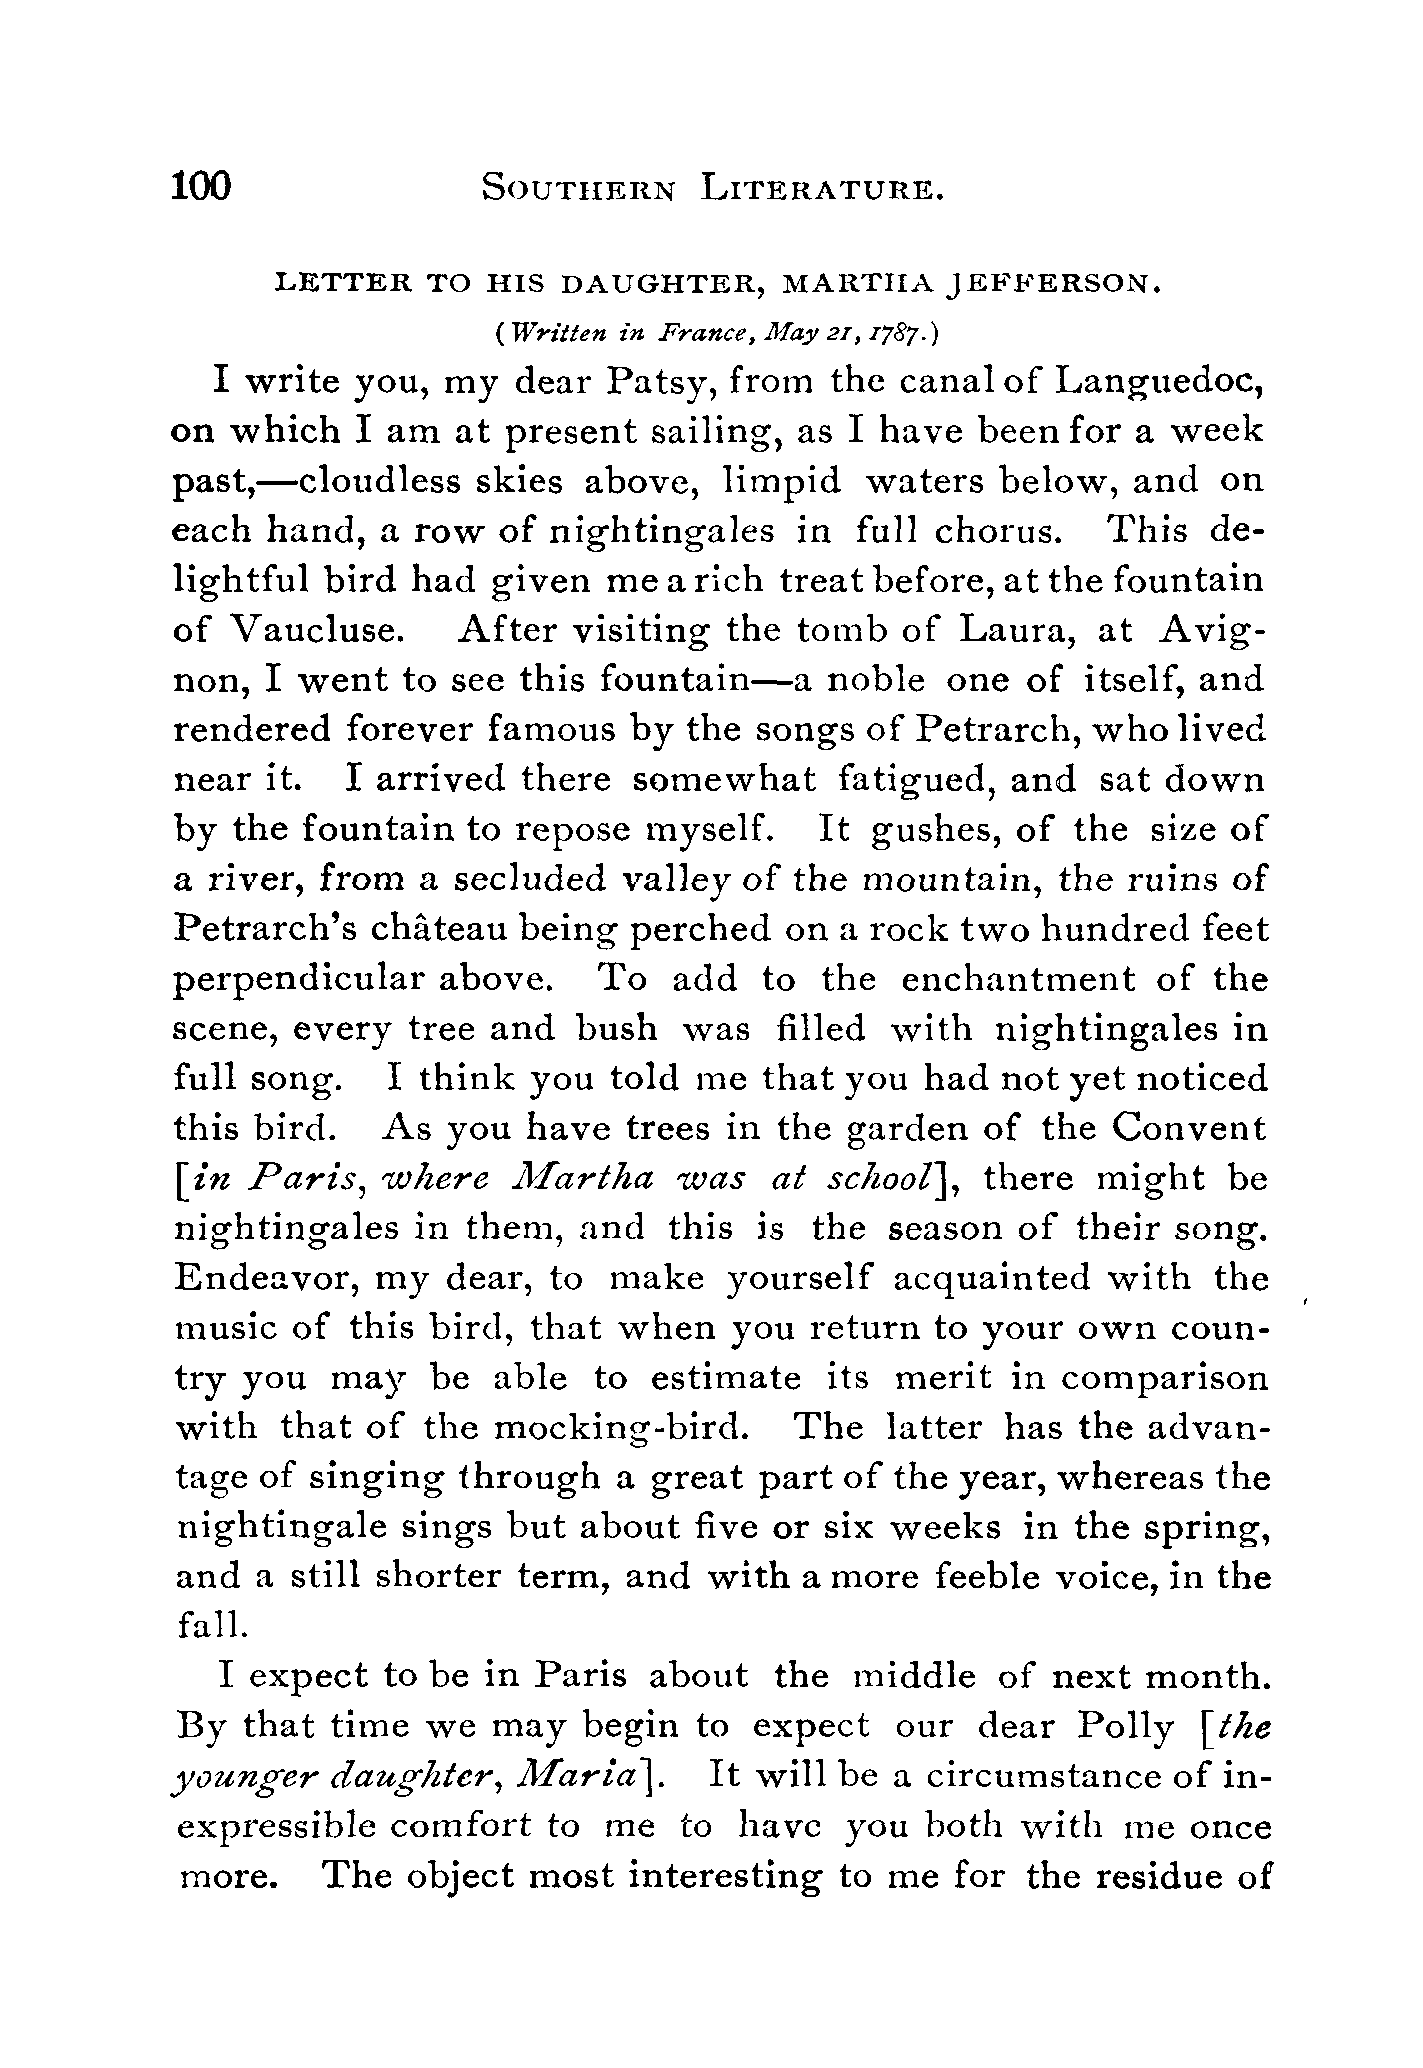 100 SOUTHERN LITERATURE.
LETTER TO HIS DAUGHTER, MARTHA JEFFERSON.
(Written in France, May 21, 1787.)
I write you, my dear Patsy, from the canal of Languedoc,
on which I am at present sailing, as I have been for a week
past,—cloudless skies above, limpid waters below, and on
each hand, a row of nightingales in full chorus. This de-
lightful bird had given me a rich treat before, at the fountain
of Vaucluse. After visiting the tomb of Laura, at Avig-
non, I went to see this fountain—a noble one of itself, and
rendered forever famous by the songs of Petrarch, who lived
near it. I arrived there somewhat fatigued, and sat down
by the fountain to repose myself. It gushes, of the size of
a river, from a secluded valley of the mountain, the ruins of
Petrarch's château being perched on a rock two hundred feet
perpendicular above. To add to the enchantment of the
scene, every tree and bush was filled with nightingales in
full song. I think you told me that you had not yet noticed
this bird. As you have trees in the garden of the Convent
[in Paris, where Martha was at school], there might be
nightingales in them, and this is the season of their song.
Endeavor, my dear, to make yourself acquainted with the
music of this bird, that when you return to your own coun-
try you may be able to estimate its merit in comparison
with that of the mocking-bird. The latter has the advan-
tage of singing through a great part of the year, whereas the
nightingale sings but about five or six weeks in the spring,
and a still shorter term, and with a more feeble voice, in the
fall.
I expect to be in Paris about the middle of next month.
By that time we may begin to expect our dear Polly [the
younger daughter, Maria]. It will be a circumstance of in-
expressible comfort to me to have you both with me once
more. The object most interesting to me for the residue of